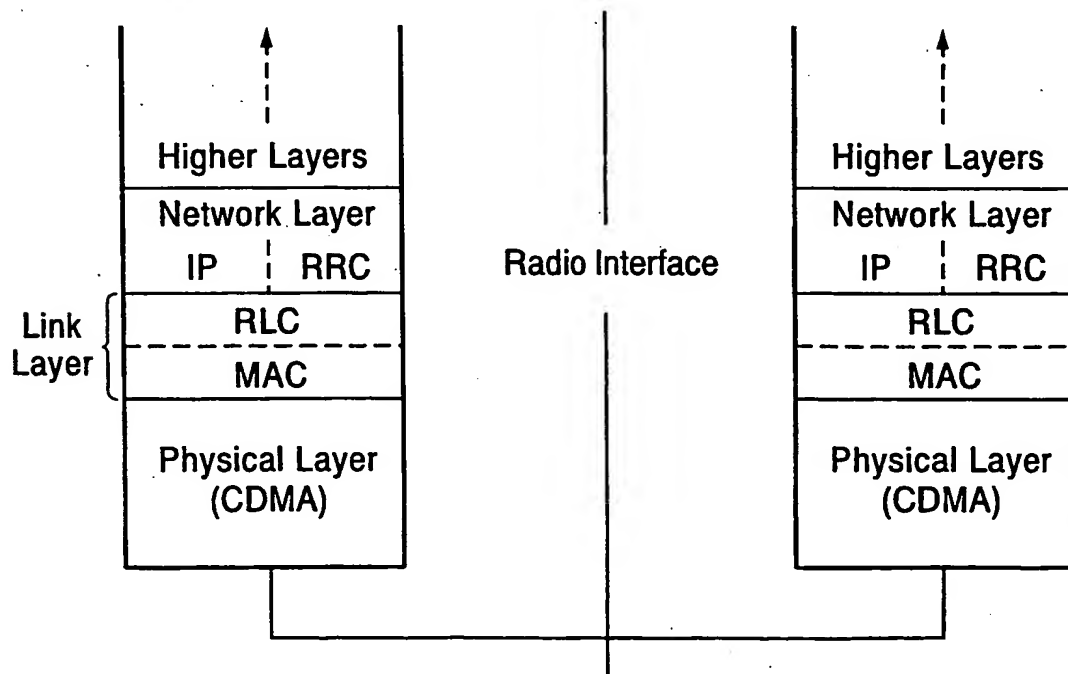 Higher Layers
Network Layer
IP RRC
Link
Layer
RLC
MAC
Physical Layer
(CDMA)
Radio Interface
Higher Layers
Network Layer
IP RRC
RLC
MAC
Physical Layer
(CDMA)